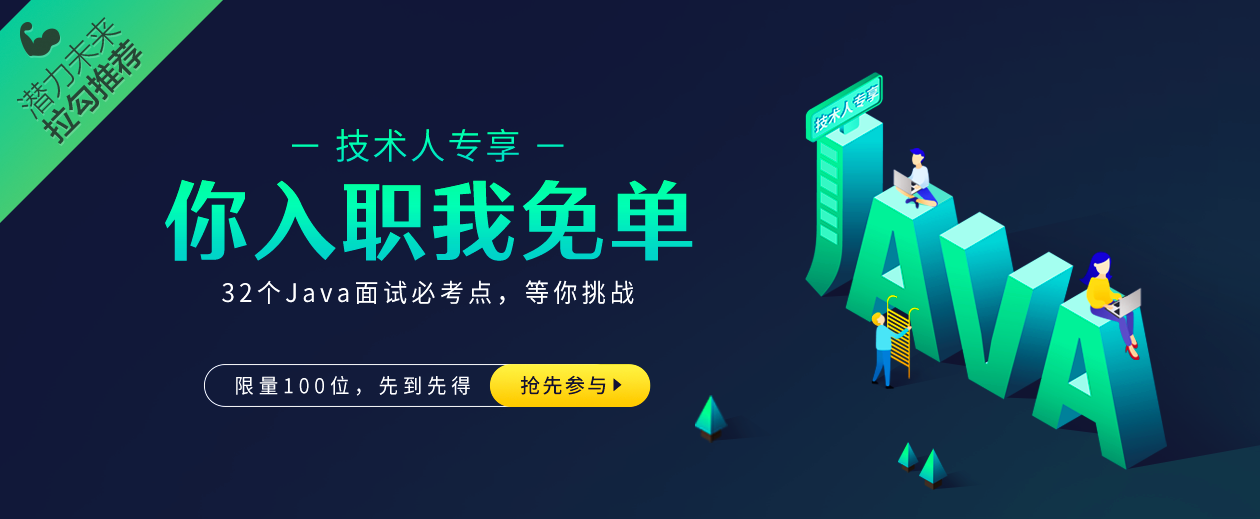 潜力未来
拉勾推荐
— 技术人专享 —
你入职我免单
32个Java面试必考点，等你挑战
限量100位，先到先得
抢先参与
技术人专享
JAVA